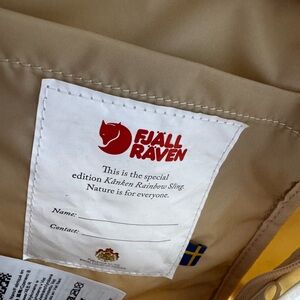 FJÄLL
RÄVEN
This is the special
edition Kånken Rainbow Sling.
Nature is for everyone.
Name:
Contact: